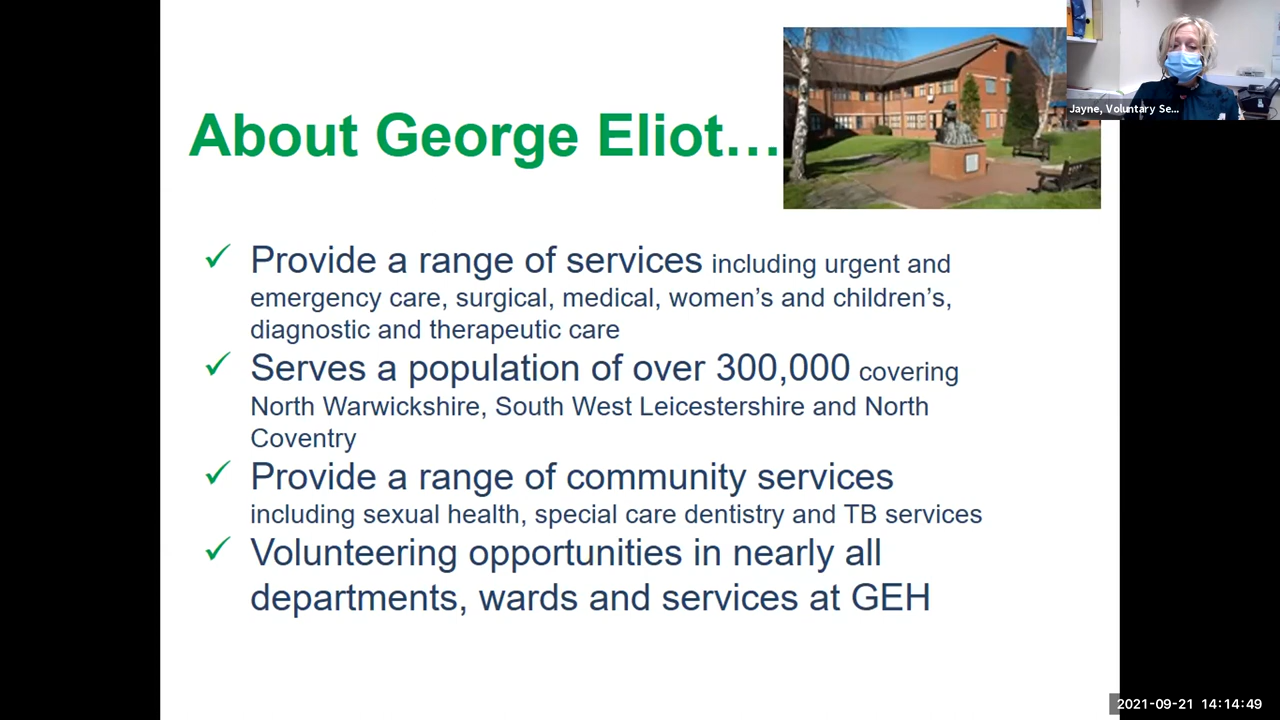 About George Eliot…
Jayne, Voluntary Se...
✓ Provide a range of services including urgent and
emergency care, surgical, medical, women’s and children’s,
diagnostic and therapeutic care
✓ Serves a population of over 300,000 covering
North Warwickshire, South West Leicestershire and North
Coventry
✓ Provide a range of community services
including sexual health, special care dentistry and TB services
✓ Volunteering opportunities in nearly all
departments, wards and services at GEH
2021-09-21 14:14:49